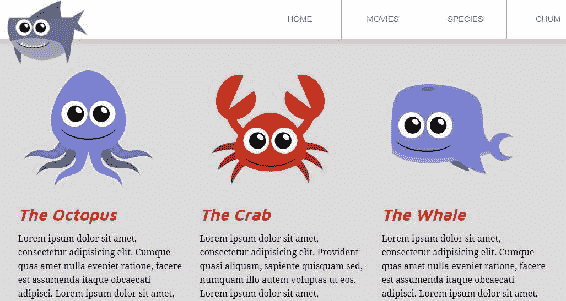 HOME MOVIES SPECIES CHUM
The Octopus
Lorem ipsum dolor sit amet,
consectetur adipisicing elit. Cumque
quas amet nulla eveniet ratione, facere
est assumenda itaque obcaecati
adipisci. Lorem ipsum dolor sit amet,
The Crab
Lorem ipsum dolor sit amet,
consectetur adipisicing elit. Provident
quasi aliquam, sapiente quisquam sed,
numquam illo autem voluptas ut eos.
Lorem ipsum dolor sit amet,
The Whale
Lorem ipsum dolor sit amet,
consectetur adipisicing elit. Cumque
quas amet nulla eveniet ratione, facere
est assumenda itaque obcaecati
adipisci. Lorem ipsum dolor sit amet,